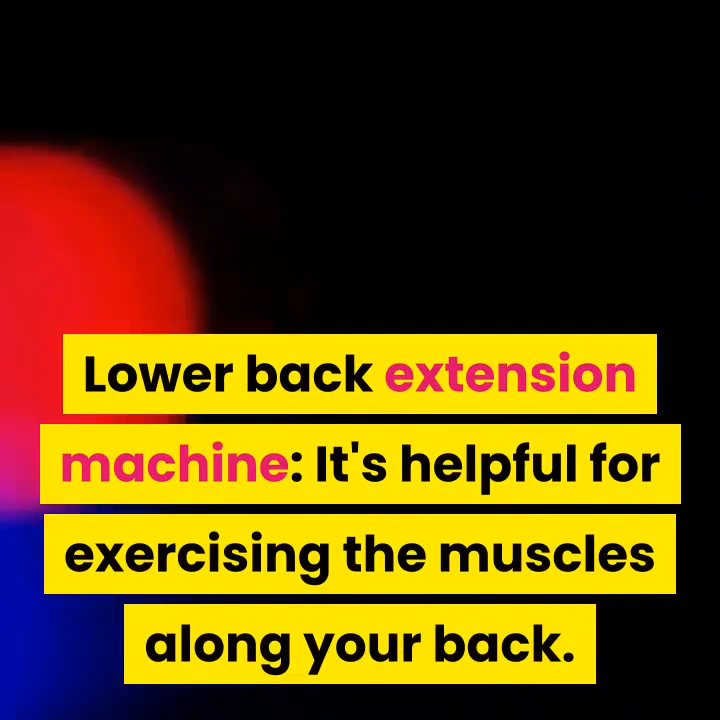 Lower back extension
machine: It's helpful for
exercising the muscles
along your back.